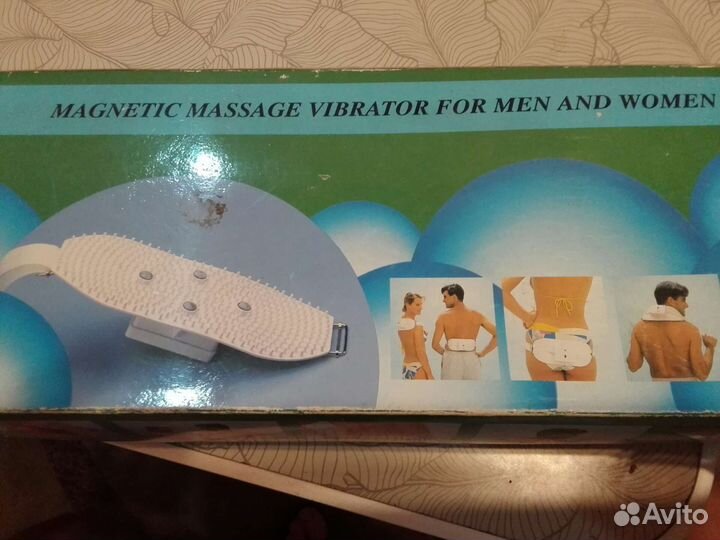 MAGNETIC MASSAGE VIBRATOR FOR MEN AND WOMEN
Avito